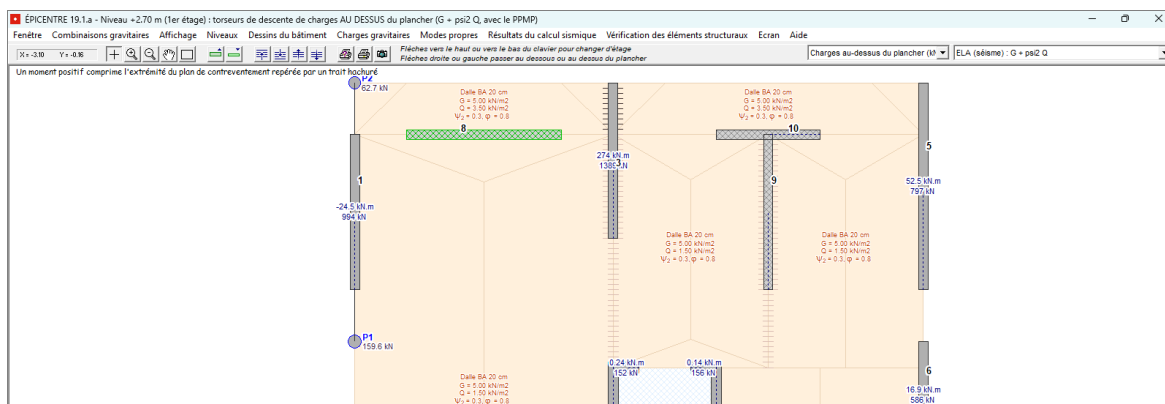 ÉPICENTRE 19.1.a - Niveau +2.70 m (1er étage) : torseurs de descente de charges AU DESSUS du plancher (G + psi2 Q, avec le PPMP)
Fenêtre Combinaisons gravitaires Affichage Niveaux Dessins du bâtiment Charges gravitaires Modes propres Résultats du calcul sismique Vérification des éléments structuraux Ecran Aide
X = -3.10 Y = -0.16
Flèches vers le haut ou vers le bas du clavier pour changer d'étage
Flèches droite ou gauche passer au dessous ou au dessus du plancher
Charges au-dessus du plancher (kN
ELA (séisme) : G + psi2 Q
Un moment positif comprime l'extrémité du plan de contreventement repérée par un trait hachuré
P2
62.7 kN
Dalle BA 20 cm
G = 5.00 kN/m2
Q = 3.50 kN/m2
Ψ2 = 0.3, φ = 0.8
Dalle BA 20 cm
G = 5.00 kN/m2
Q = 3.50 kN/m2
Ψ2 = 0.3, φ = 0.8
8
10
5
274 kN.m
3
1
9
52.5 kN.m
797 kN
-24.5 kN.m
994 kN
Dalle BA 20 cm
G = 5.00 kN/m2
Q = 1.50 kN/m2
Ψ2 = 0.3, φ = 0.8
Dalle BA 20 cm
G = 5.00 kN/m2
Q = 1.50 kN/m2
Ψ2 = 0.3, φ = 0.8
P1
159.6 kN
0.24 kN.m
152 kN
0.14 kN.m
156 kN
6
Dalle BA 20 cm
G = 5.00 kN/m2
Q = 1.50 kN/m2
Ψ2 = 0.3, φ = 0.8
16.9 kN.m
586 kN